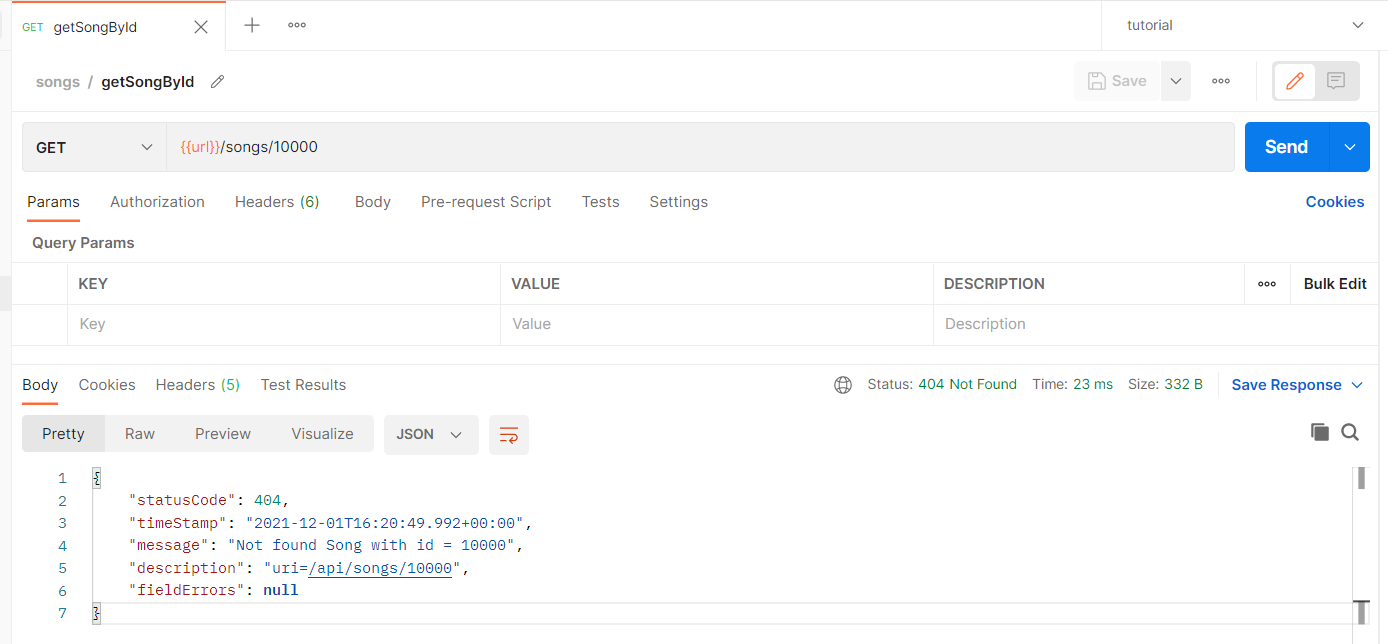 GET getSongById tutorial
songs / getSongById Save
GET {{url}}/songs/10000 Send
Params Authorization Headers (6) Body Pre-request Script Tests Settings Cookies
Query Params
KEY VALUE DESCRIPTION Bulk Edit
Key Value Description
Body Cookies Headers (5) Test Results Status: 404 Not Found Time: 23 ms Size: 332 B Save Response
Pretty Raw Preview Visualize JSON
1 {
2 "statusCode": 404,
3 "timeStamp": "2021-12-01T16:20:49.992+00:00",
4 "message": "Not found Song with id = 10000",
5 "description": "uri=/api/songs/10000",
6 "fieldErrors": null
7 }